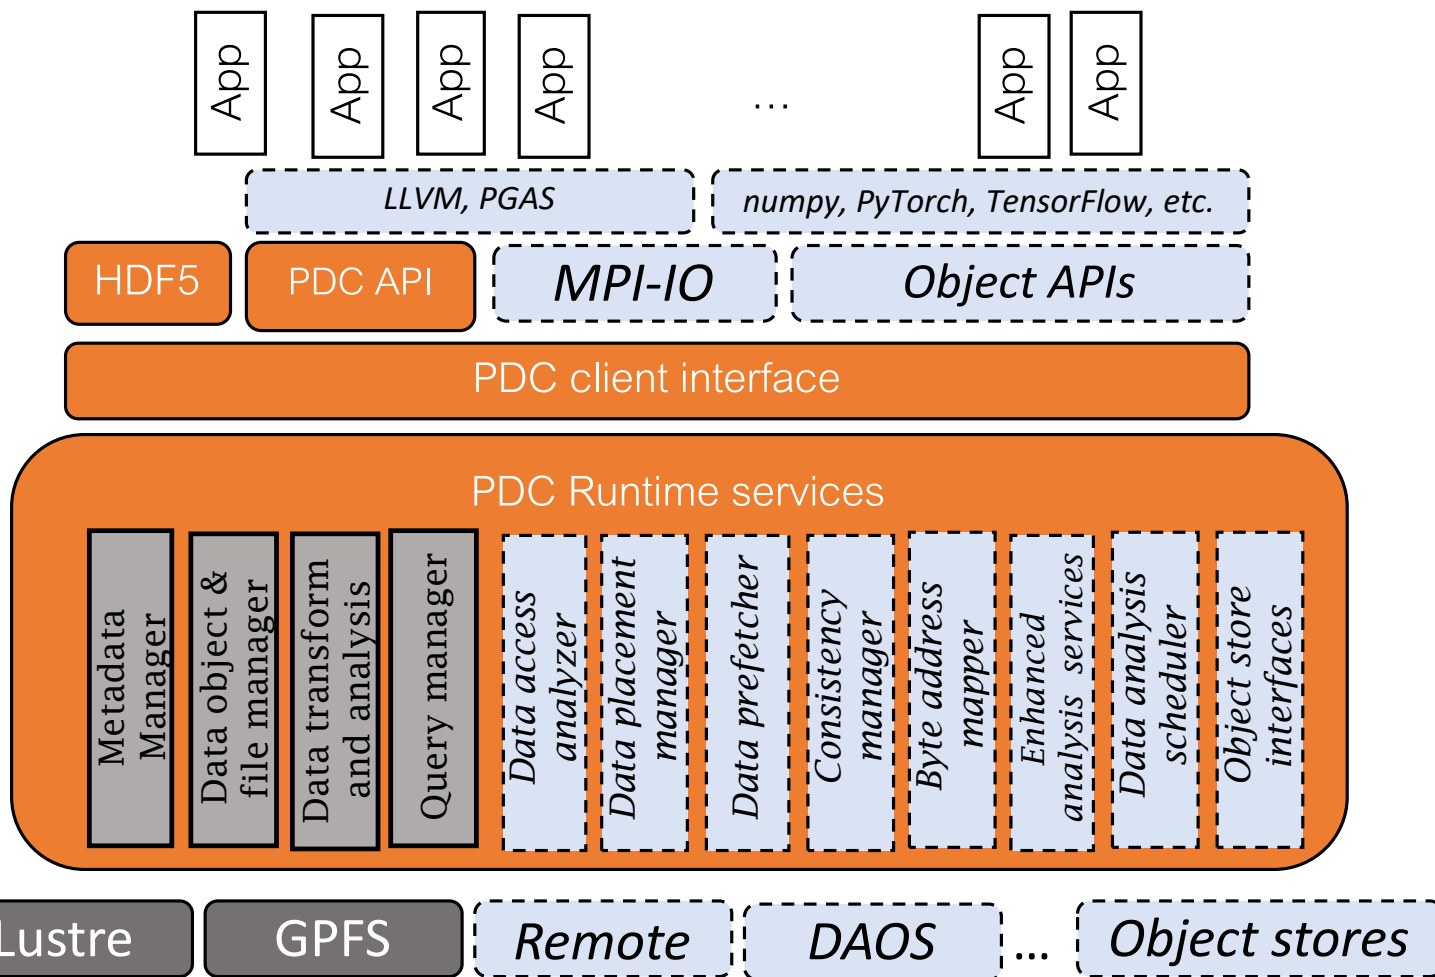 App
App
App
App
...
App
App
LLVM, PGAS
numpy, PyTorch, TensorFlow, etc.
HDF5
PDC API
MPI-IO
Object APIs
PDC client interface
PDC Runtime services
Metadata
Manager
Data object &
file manager
Data transform
and analysis
Query manager
Data access
analyzer
Data placement
manager
Data prefetcher
Consistency
manager
Byte address
mapper
Enhanced
analysis services
Data analysis
scheduler
Object store
interfaces
Lustre
GPFS
Remote
DAOS
...
Object stores